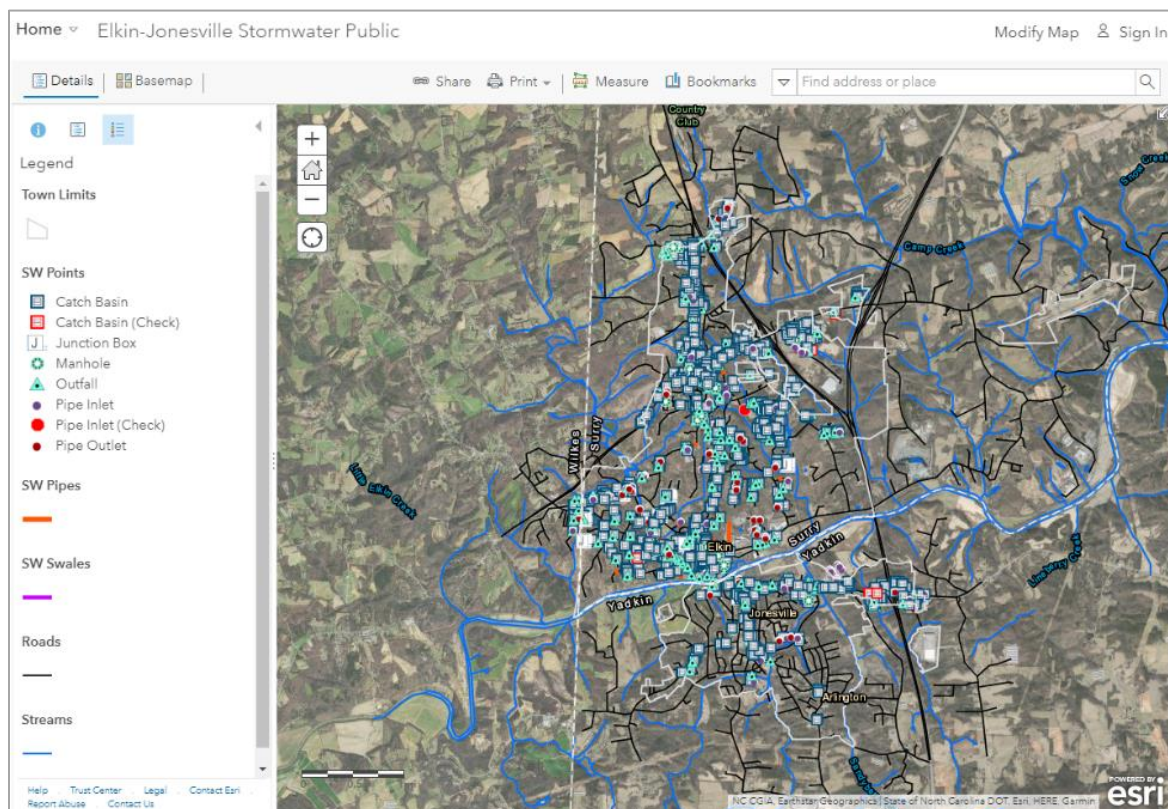 Home Elkin-Jonesville Stormwater Public Modify Map Sign In
Details Basemap Share Print Measure Bookmarks Find address or place
Legend
Town Limits
SW Points
Catch Basin
Catch Basin (Check)
J Junction Box
Manhole
Outfall
Pipe Inlet
Pipe Inlet (Check)
Pipe Outlet
SW Pipes
SW Swales
Roads
Streams
Help Trust Center Legal Contact Esri
Report Abuse Contact Us
+
−
Country
Club
Snow Creek
Camp Creek
Wilkes
Surry
Little Elkin Creek
Elkin
Surry
Yadkin
Lineberry Creek
Yadkin
Jonesville
Arlington
POWERED BY
esri
NC CGIA, Earthstar Geographics | State of North Carolina DOT, Esri, HERE, Garmin